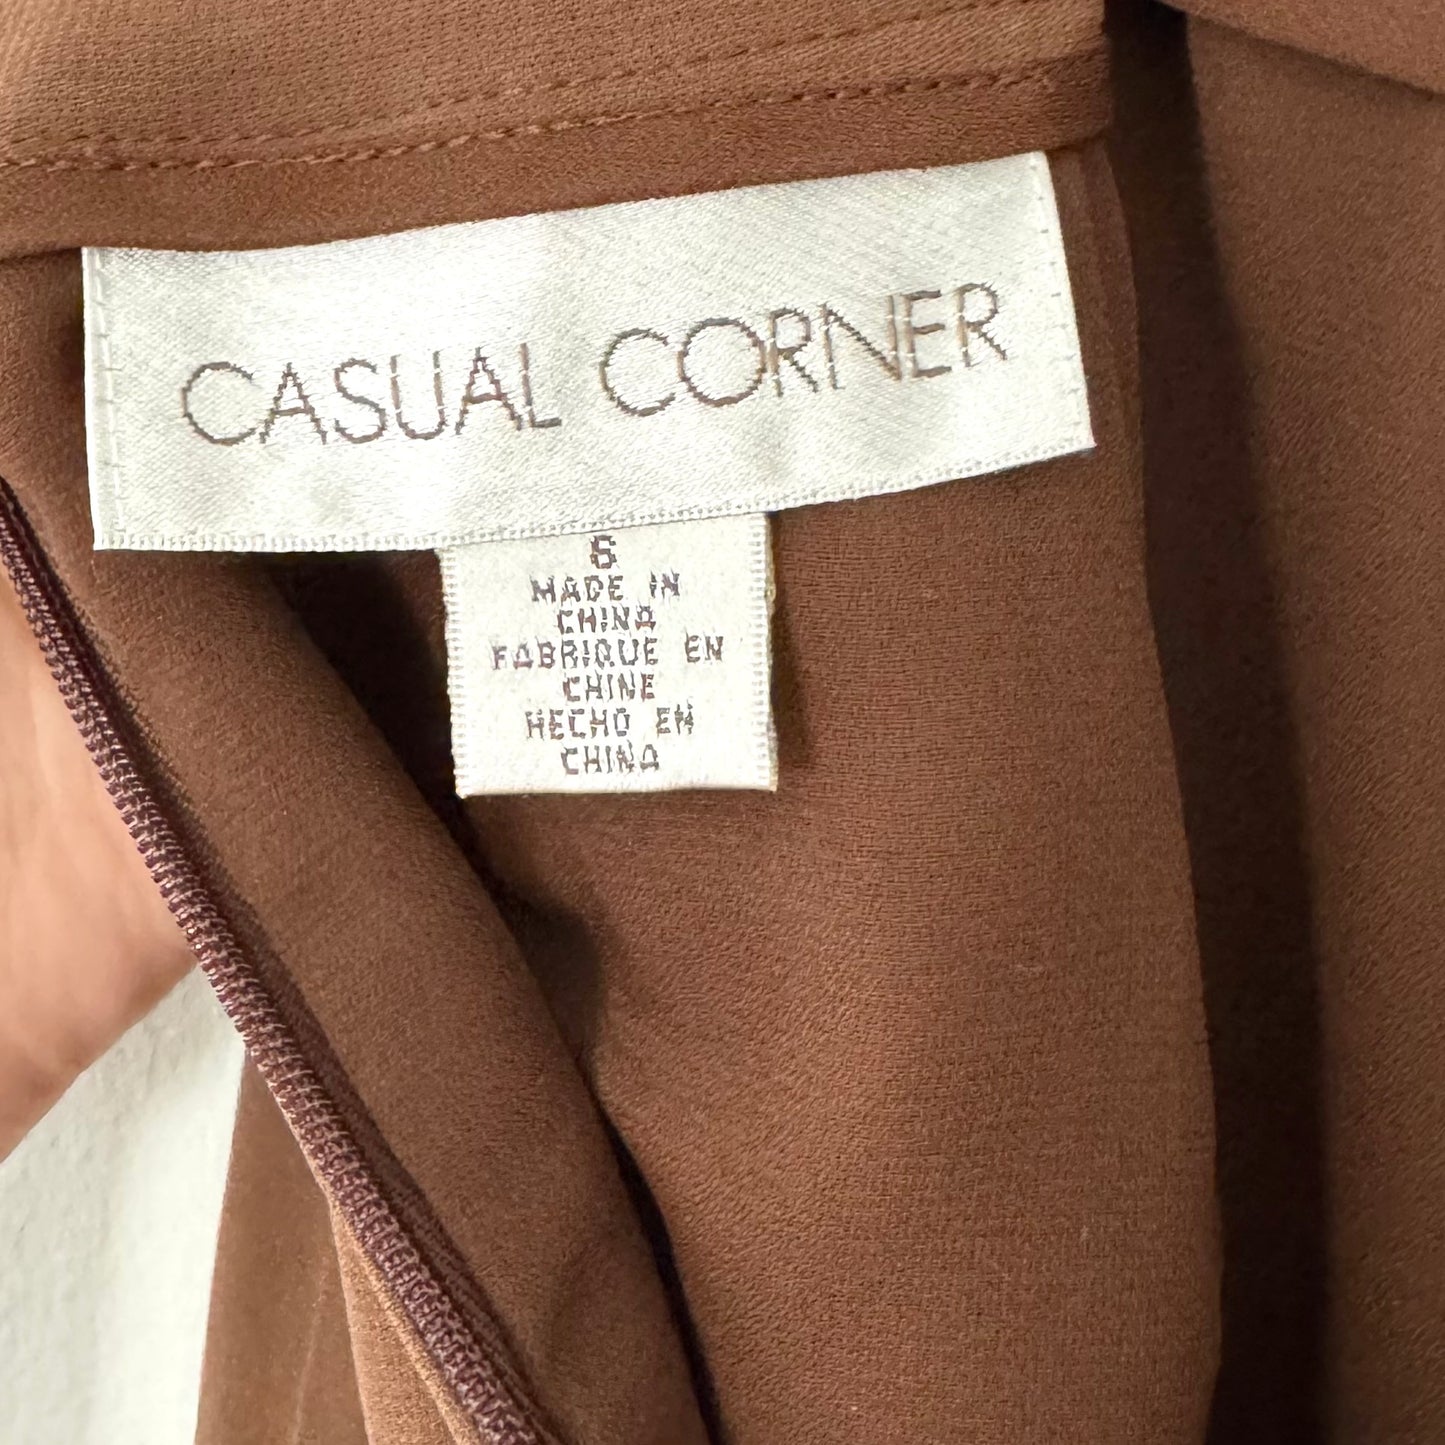 CASUAL CORNER
6
MADE IN
CHINA
FABRIQUE EN
CHINE
HECHO EN
CHINA